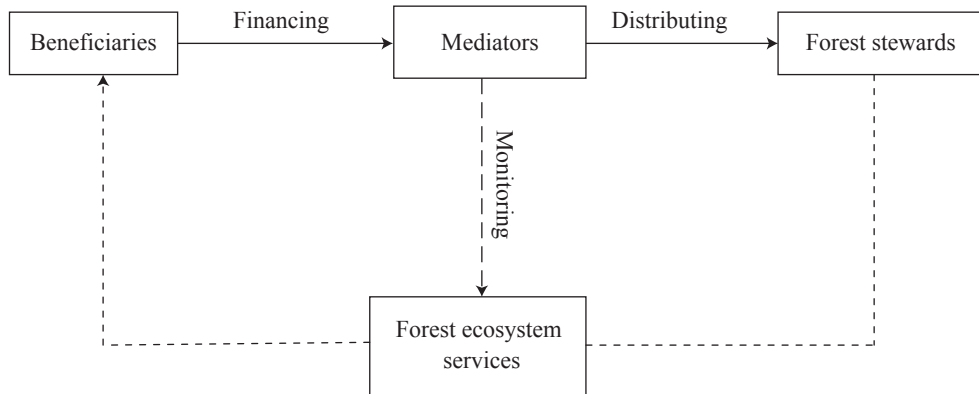 Financing
Distributing
Beneficiaries
Mediators
Forest stewards
Monitoring
Forest ecosystem
services